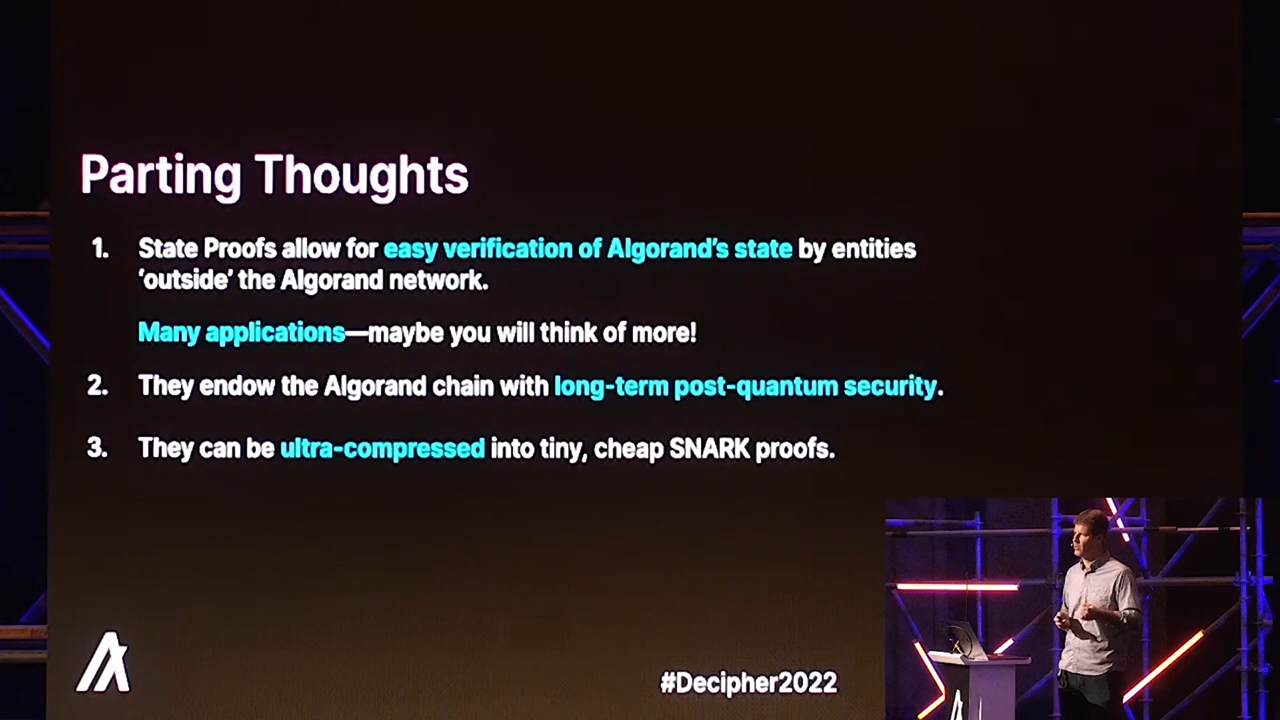 Parting Thoughts
1. State Proofs allow for easy verification of Algorand’s state by entities
‘outside’ the Algorand network.
Many applications—maybe you will think of more!
2. They endow the Algorand chain with long-term post-quantum security.
3. They can be ultra-compressed into tiny, cheap SNARK proofs.
#Decipher2022